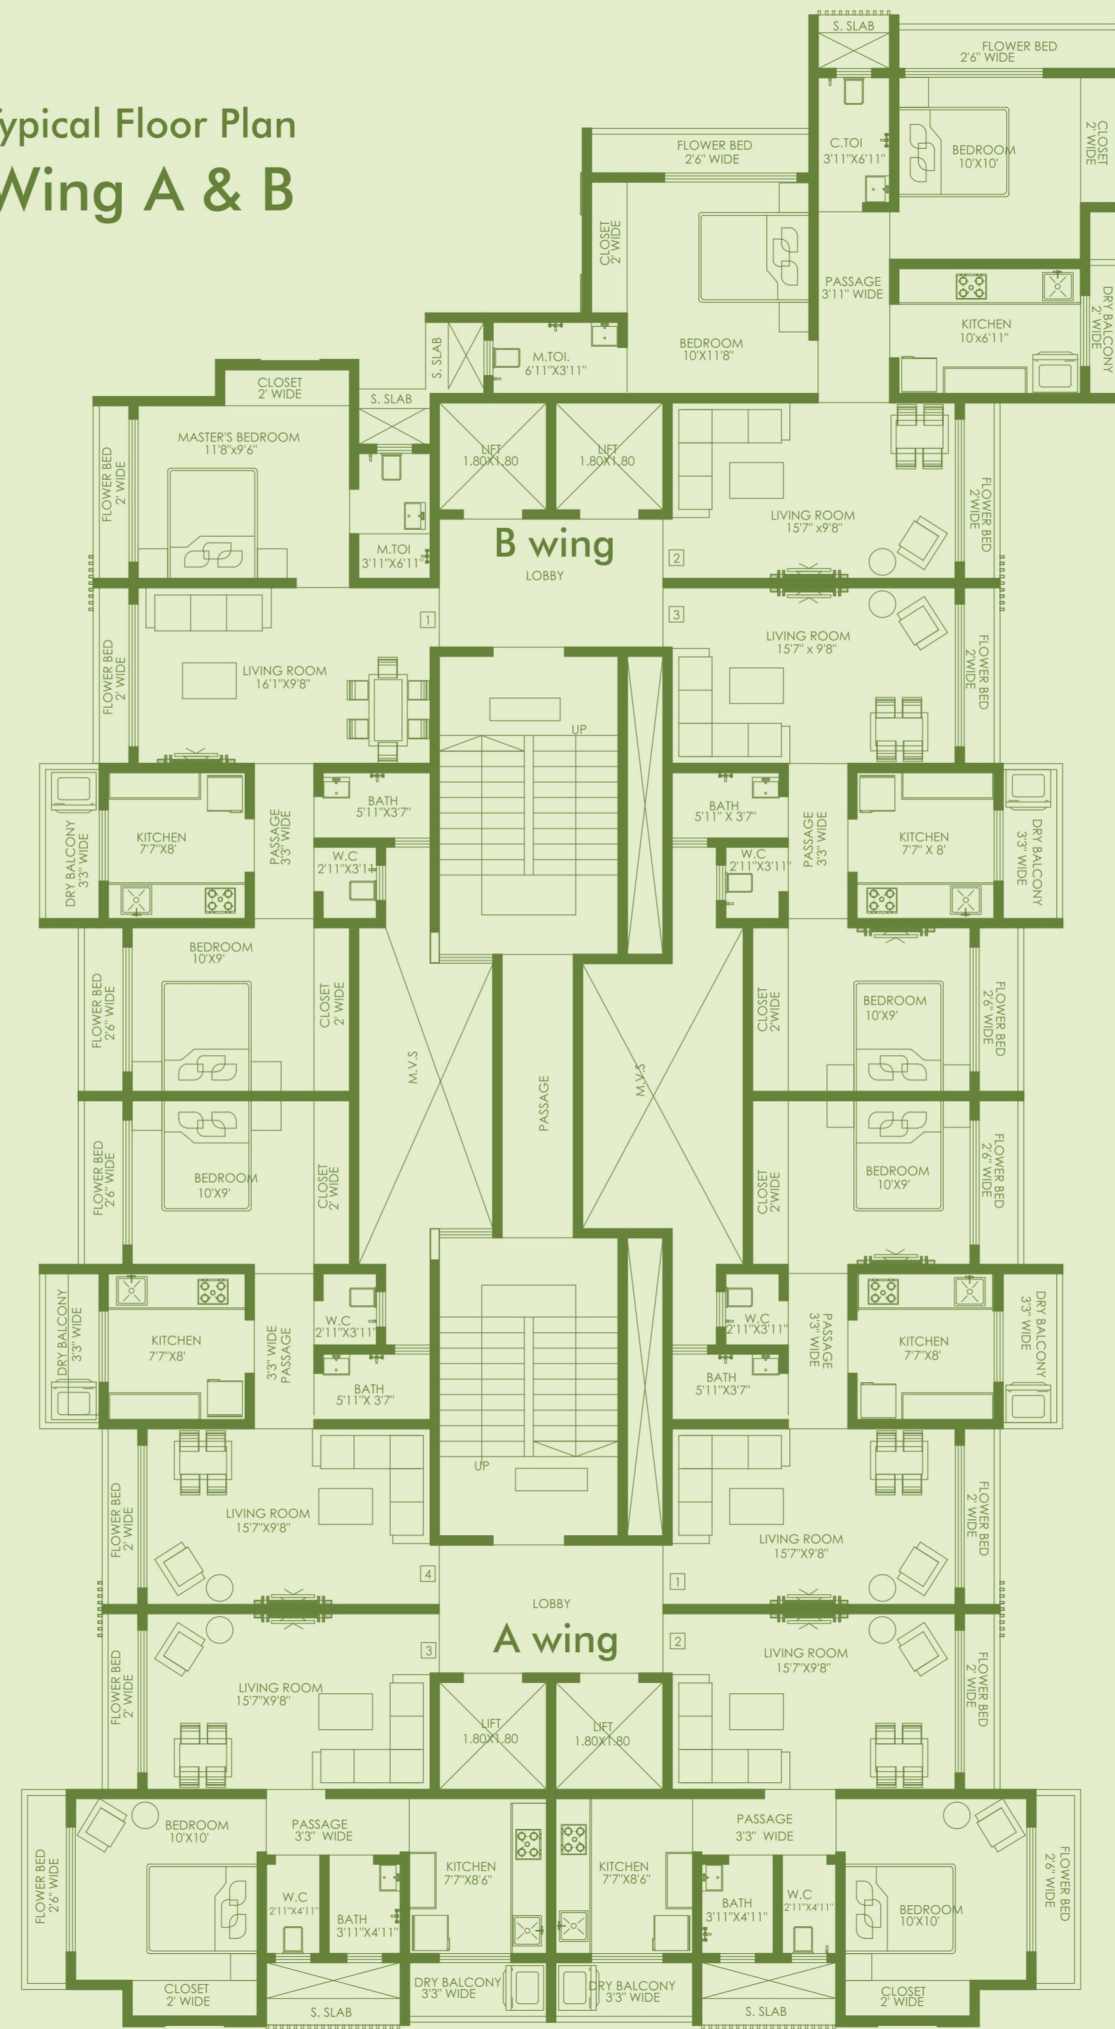 Typical Floor Plan
Wing A & B
S. SLAB
FLOWER BED
2'6" WIDE
C.TOI
3'11"X6'11"
BEDROOM
10'X10'
CLOSET
2' WIDE
FLOWER BED
2'6" WIDE
CLOSET
2' WIDE
BEDROOM
10'X11'8"
PASSAGE
3'11" WIDE
KITCHEN
10'x6'11"
DRY BALCONY
2' WIDE
S. SLAB
M.TOI.
6'11"X3'11"
CLOSET
2' WIDE
S. SLAB
MASTER'S BEDROOM
11'8"x9'6"
FLOWER BED
2' WIDE
M.TOI
3'11"X6'11"
LIFT
1.80X1.80
LIFT
1.80X1.80
B wing
LOBBY
LIVING ROOM
15'7" x9'8"
FLOWER BED
2'WIDE
2
1
3
FLOWER BED
2' WIDE
LIVING ROOM
16'1"X9'8"
LIVING ROOM
15'7" x 9'8"
FLOWER BED
2'WIDE
UP
DRY BALCONY
3'3" WIDE
KITCHEN
7'7"X8'
PASSAGE
3'3" WIDE
BATH
5'11"X3'7"
W.C
2'11"X3'11
BATH
5'11" X 3'7"
W.C
2'11"X3'11"
PASSAGE
3'3" WIDE
KITCHEN
7'7" X 8'
DRY BALCONY
3'3" WIDE
FLOWER BED
2'6" WIDE
BEDROOM
10'X9'
CLOSET
2' WIDE
M.V.S
PASSAGE
M.V.S
CLOSET
2'WIDE
BEDROOM
10'X9'
FLOWER BED
2'6" WIDE
FLOWER BED
2'6" WIDE
BEDROOM
10'X9'
CLOSET
2'WIDE
CLOSET
2'WIDE
BEDROOM
10'X9'
FLOWER BED
2'6" WIDE
DRY BALCONY
3'3" WIDE
KITCHEN
7'7"X8'
3'3" WIDE
PASSAGE
W.C
2'11"X3'11"
BATH
5'11"X 3'7"
W.C
2'11"X3'11"
BATH
5'11"X3'7"
PASSAGE
3'3" WIDE
KITCHEN
7'7"X8'
DRY BALCONY
3'3" WIDE
UP
FLOWER BED
2' WIDE
LIVING ROOM
15'7"X9'8"
LIVING ROOM
15'7"X9'8"
FLOWER BED
2' WIDE
4
1
LOBBY
A wing
3
2
FLOWER BED
2' WIDE
LIVING ROOM
15'7"X9'8"
LIFT
1.80X1.80
LIFT
1.80X1.80
LIVING ROOM
15'7"X9'8"
FLOWER BED
2' WIDE
FLOWER BED
2'6" WIDE
BEDROOM
10'X10'
PASSAGE
3'3" WIDE
W.C
2'11"X4'11"
BATH
3'11"X4'11"
KITCHEN
7'7"X8'6"
KITCHEN
7'7"X8'6"
PASSAGE
3'3" WIDE
BATH
3'11"X4'11"
W.C
2'11"X4'11"
BEDROOM
10'X10'
FLOWER BED
2'6" WIDE
CLOSET
2' WIDE
S. SLAB
DRY BALCONY
3'3" WIDE
DRY BALCONY
3'3" WIDE
S. SLAB
CLOSET
2' WIDE